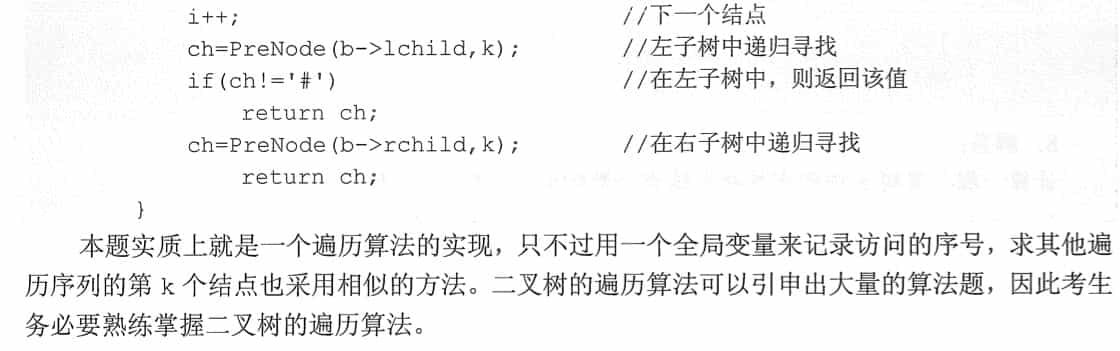 i++; //下一个结点
ch=PreNode(b->lchild,k); //左子树中递归寻找
if(ch!='#') //在左子树中，则返回该值
return ch;
ch=PreNode(b->rchild,k); //在右子树中递归寻找
return ch;
}
本题实质上就是一个遍历算法的实现，只不过用一个全局变量来记录访问的序号，求其他遍
历序列的第 k 个结点也采用相似的方法。二叉树的遍历算法可以引申出大量的算法题，因此考生
务必要熟练掌握二叉树的遍历算法。